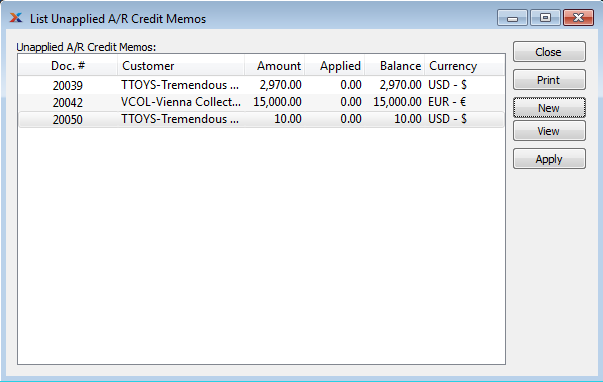 List Unapplied A/R Credit Memos
Unapplied A/R Credit Memos:
Doc. # Customer Amount Applied Balance Currency
20039 TTOYS-Tremendous ... 2,970.00 0.00 2,970.00 USD - $
20042 VCOL-Vienna Collect... 15,000.00 0.00 15,000.00 EUR - €
20050 TTOYS-Tremendous ... 10.00 0.00 10.00 USD - $
Close
Print
New
View
Apply